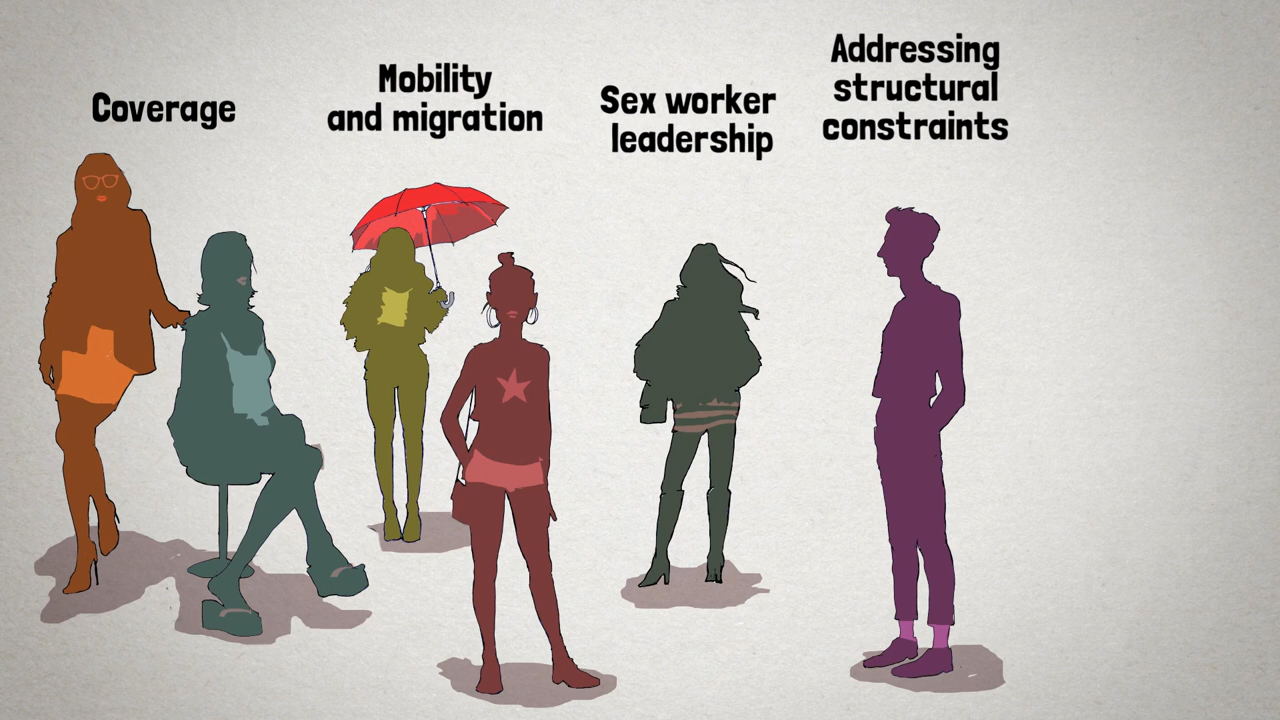 Coverage
Mobility
and migration
Sex worker
leadership
Addressing
structural
constraints